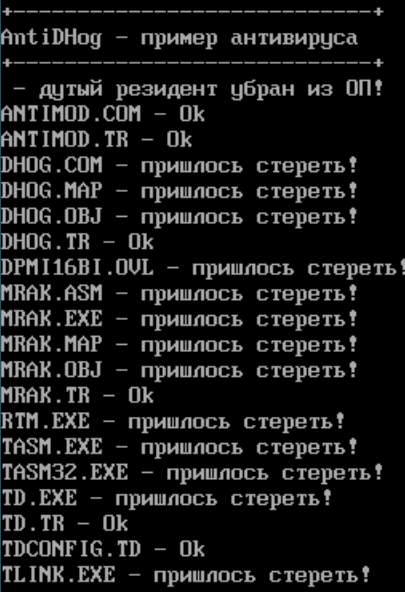 +------------------------------+
AntiDHog - пример антивируса
+------------------------------+
- дутый резидент убран из ОП!
ANTIMOD.COM - Ok
ANTIMOD.TR - Ok
DHOG.COM - пришлось стереть!
DHOG.MAP - пришлось стереть!
DHOG.OBJ - пришлось стереть!
DHOG.TR - Ok
DPMI16BI.OVL - пришлось стереть!
MRAK.ASM - пришлось стереть!
MRAK.EXE - пришлось стереть!
MRAK.MAP - пришлось стереть!
MRAK.OBJ - пришлось стереть!
MRAK.TR - Ok
RTM.EXE - пришлось стереть!
TASM.EXE - пришлось стереть!
TASM32.EXE - пришлось стереть!
TD.EXE - пришлось стереть!
TD.TR - Ok
TDCONFIG.TD - Ok
TLINK.EXE - пришлось стереть!